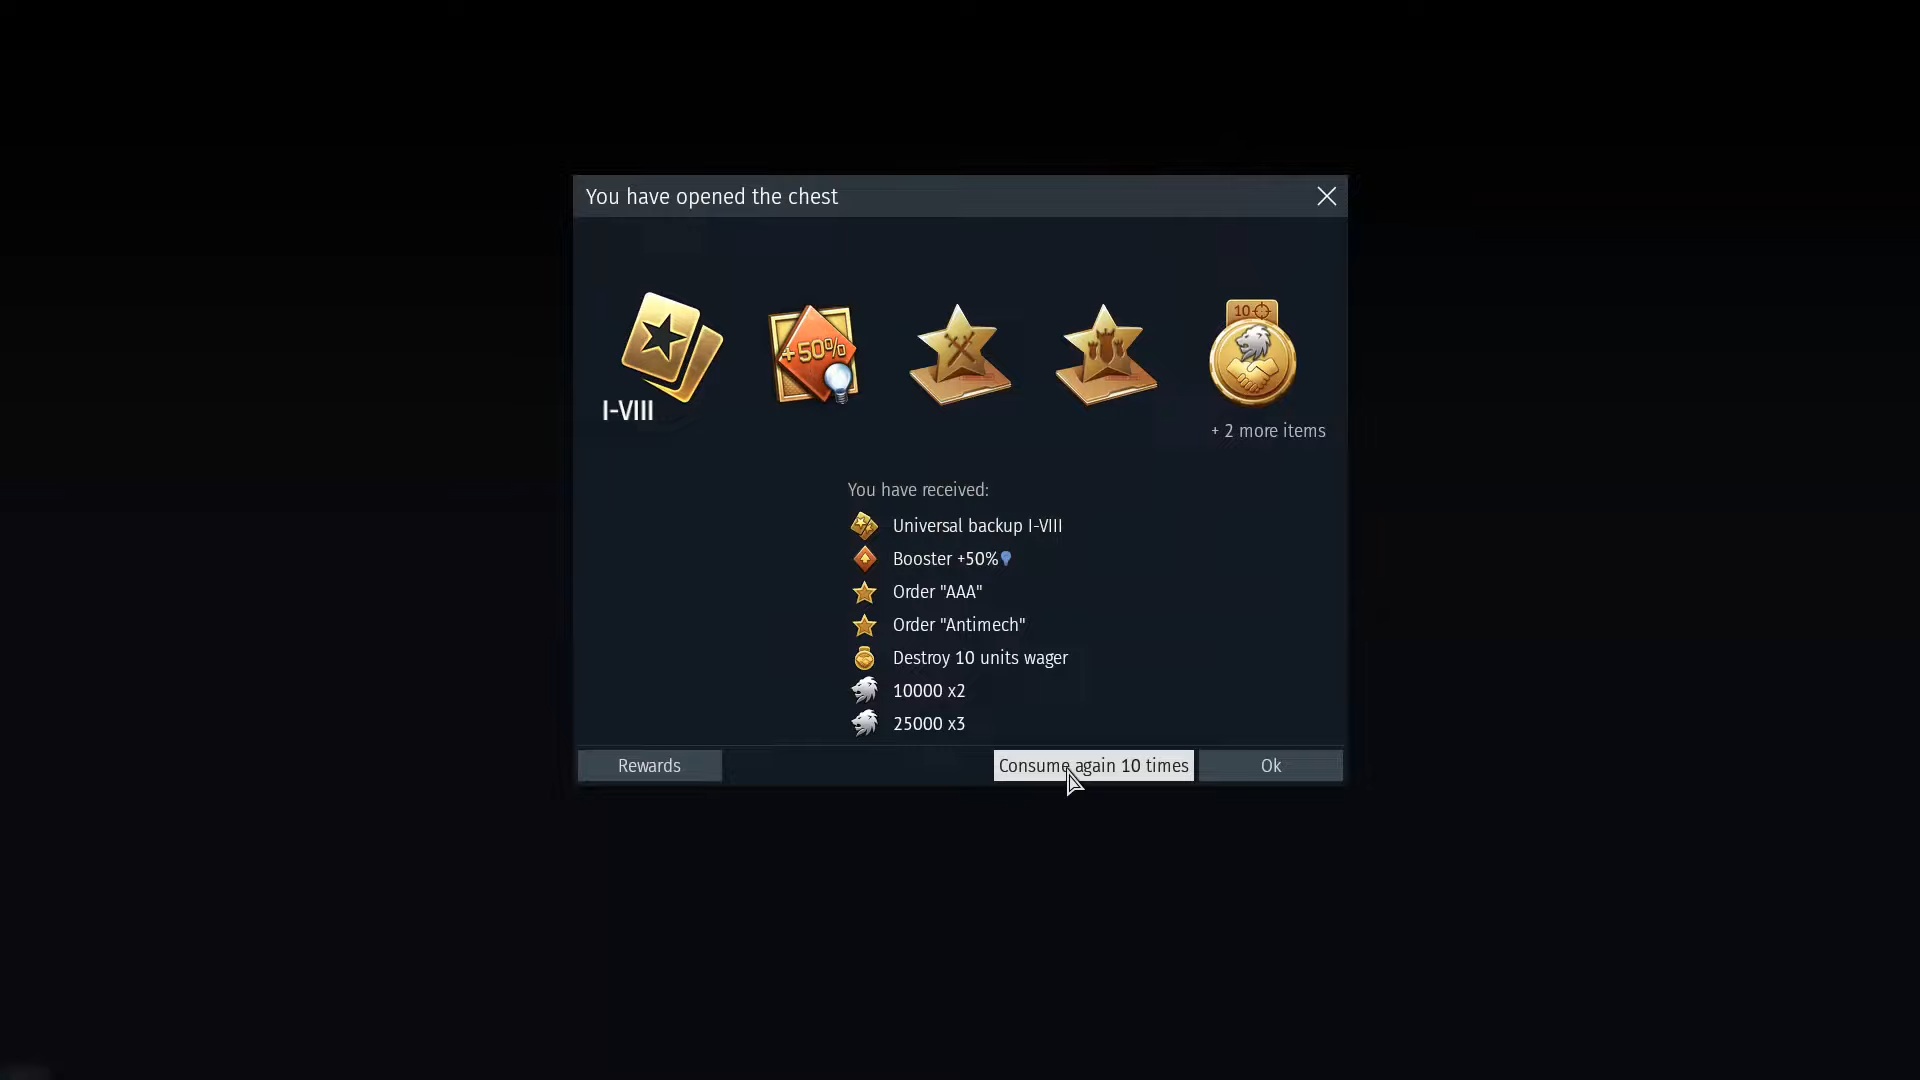 You have opened the chest
+50%
10
I-VIII
+ 2 more items
You have received:
Universal backup I-VIII
Booster +50%
Order "AAA"
Order "Antimech"
Destroy 10 units wager
10000 x2
25000 x3
Rewards
Consume again 10 times
Ok